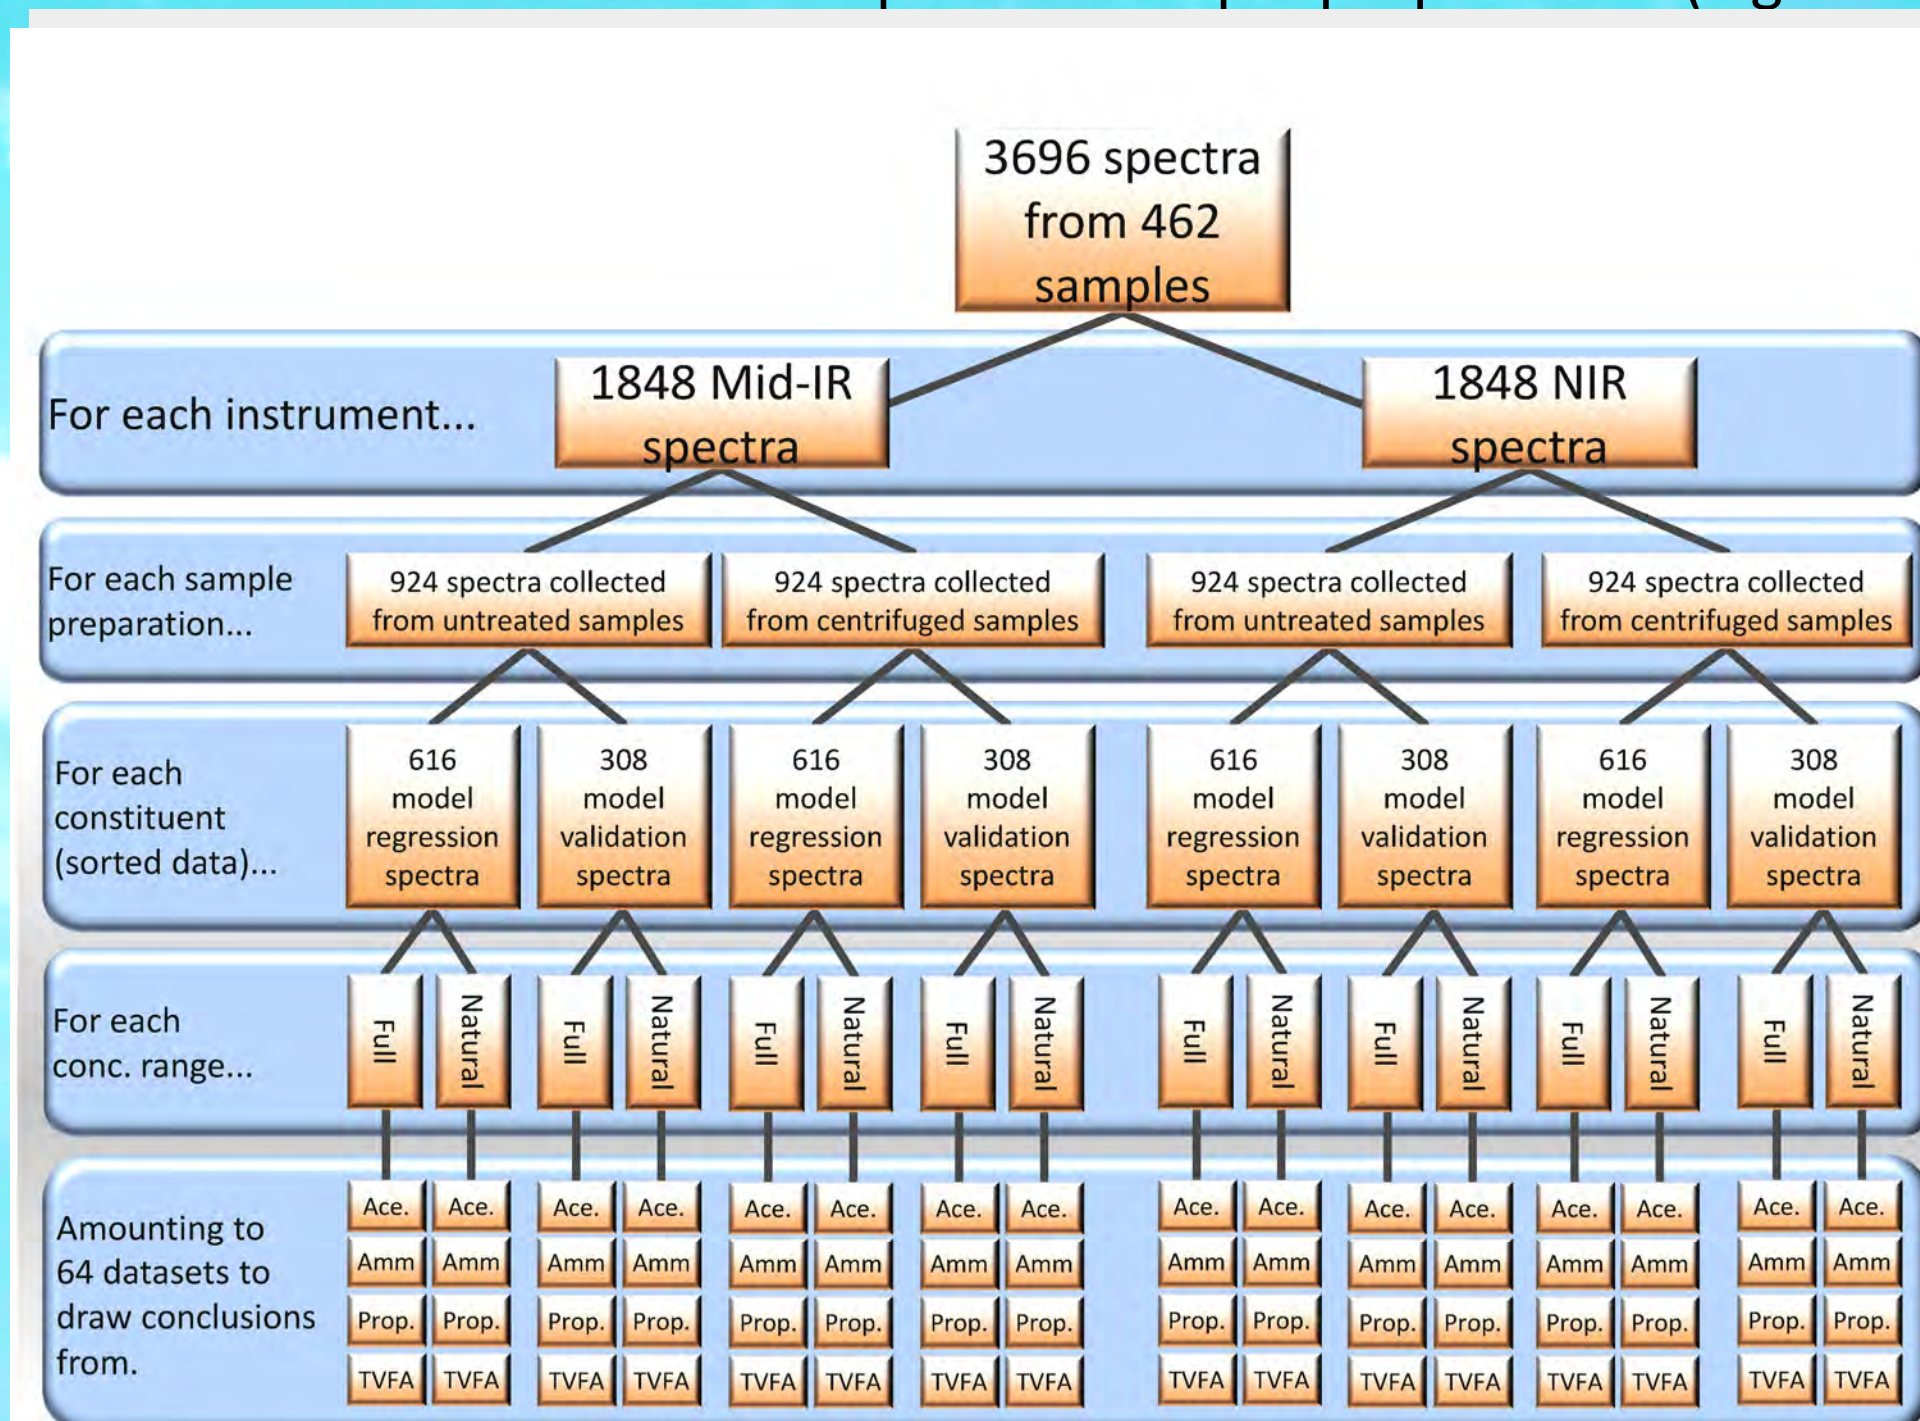 3696 spectra
from 462
samples
For each instrument...
1848 Mid-IR
spectra
1848 NIR
spectra
For each sample
preparation...
924 spectra collected
from untreated samples
924 spectra collected
from centrifuged samples
924 spectra collected
from untreated samples
924 spectra collected
from centrifuged samples
For each
constituent
(sorted data)...
616
model
regression
spectra
308
model
validation
spectra
616
model
regression
spectra
308
model
validation
spectra
616
model
regression
spectra
308
model
validation
spectra
616
model
regression
spectra
308
model
validation
spectra
For each
conc. range...
Full
Natural
Full
Natural
Full
Natural
Full
Natural
Full
Natural
Full
Natural
Full
Natural
Full
Natural
Amounting to
64 datasets to
draw conclusions
from.
Ace. Ace. Ace. Ace. Ace. Ace. Ace. Ace. Ace. Ace. Ace. Ace. Ace. Ace. Ace. Ace.
Amm Amm Amm Amm Amm Amm Amm Amm Amm Amm Amm Amm Amm Amm Amm Amm
Prop. Prop. Prop. Prop. Prop. Prop. Prop. Prop. Prop. Prop. Prop. Prop. Prop. Prop. Prop. Prop.
TVFA TVFA TVFA TVFA TVFA TVFA TVFA TVFA TVFA TVFA TVFA TVFA TVFA TVFA TVFA TVFA